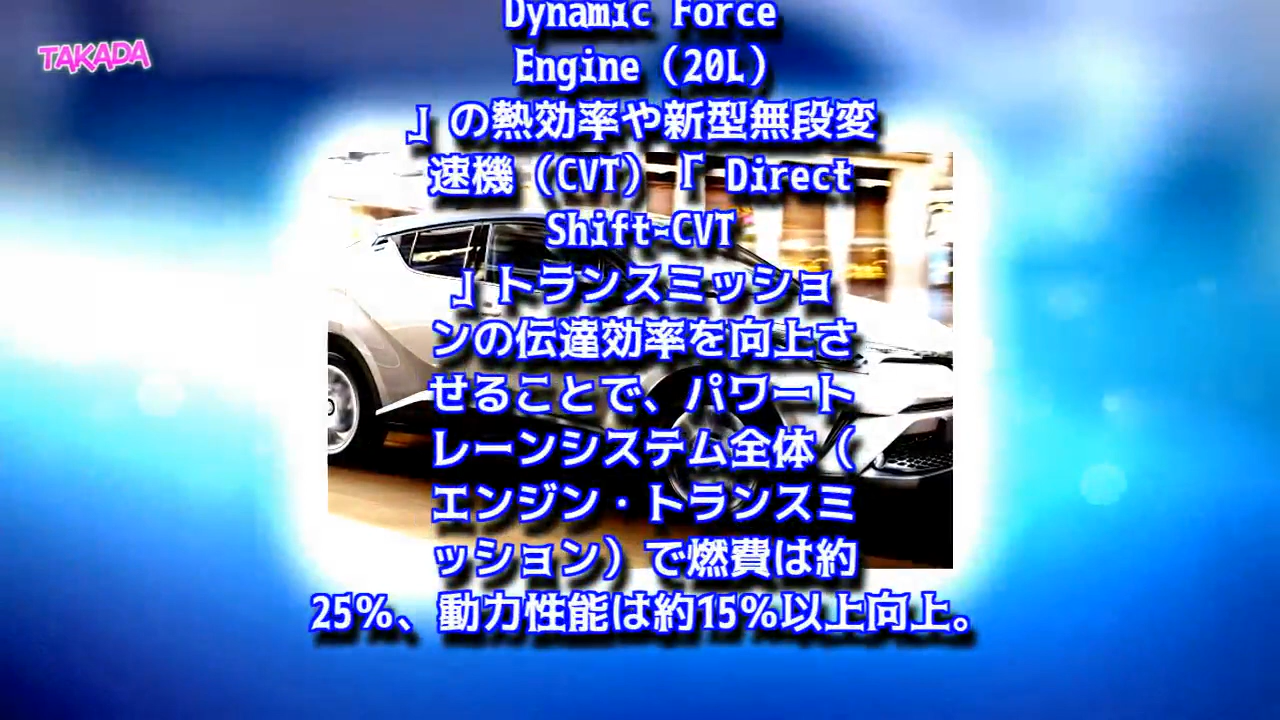 TAKADA
Dynamic Force
Engine (20L)
」の熱効率や新型無段変
速機（CVT）「 Direct
Shift-CVT
」トランスミッショ
ンの伝達効率を向上さ
せることで、パワート
レーンシステム全体（
エンジン・トランスミ
ッション）で燃費は約
25%、動力性能は約15%以上向上。